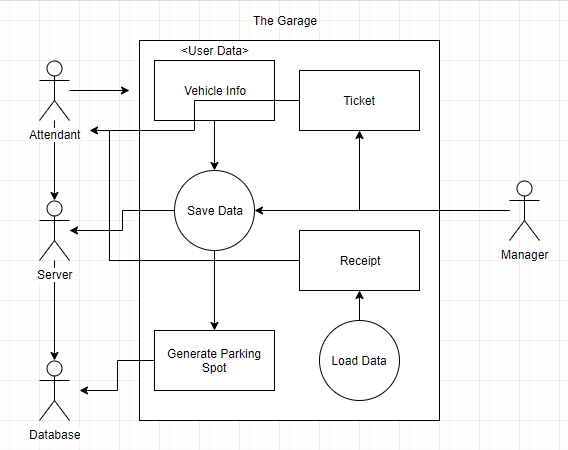 The Garage
<User Data>
Vehicle Info
Ticket
Attendant
Save Data
Manager
Receipt
Server
Generate Parking
Spot
Load Data
Database